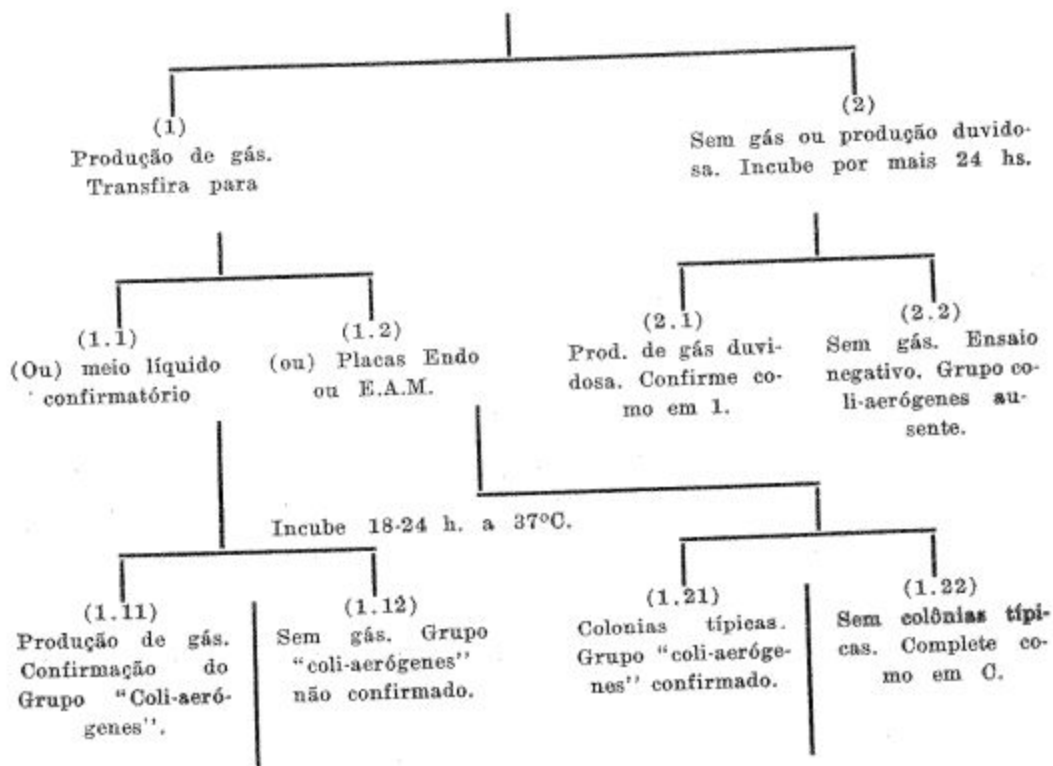 (1)
Produção de gás.
Transfira para
(2)
Sem gás ou produção duvido-
sa. Incube por mais 24 hs.
(1.1)
(Ou) meio líquido
confirmatório
(1.2)
(ou) Placas Endo
ou E.A.M.
(2.1)
Prod. de gás duvi-
dosa. Confirme co-
mo em 1.
(2.2)
Sem gás. Ensaio
negativo. Grupo co-
li-aerógenes au-
sente.
Incube 18-24 h. a 37ºC.
(1.11)
Produção de gás.
Confirmação do
Grupo “Coli-aeró-
genes”.
(1.12)
Sem gás. Grupo
“coli-aerógenes”
não confirmado.
(1.21)
Colonias típicas.
Grupo “coli-aeróge-
nes” confirmado.
(1.22)
Sem colônias típi-
cas. Complete co-
mo em C.